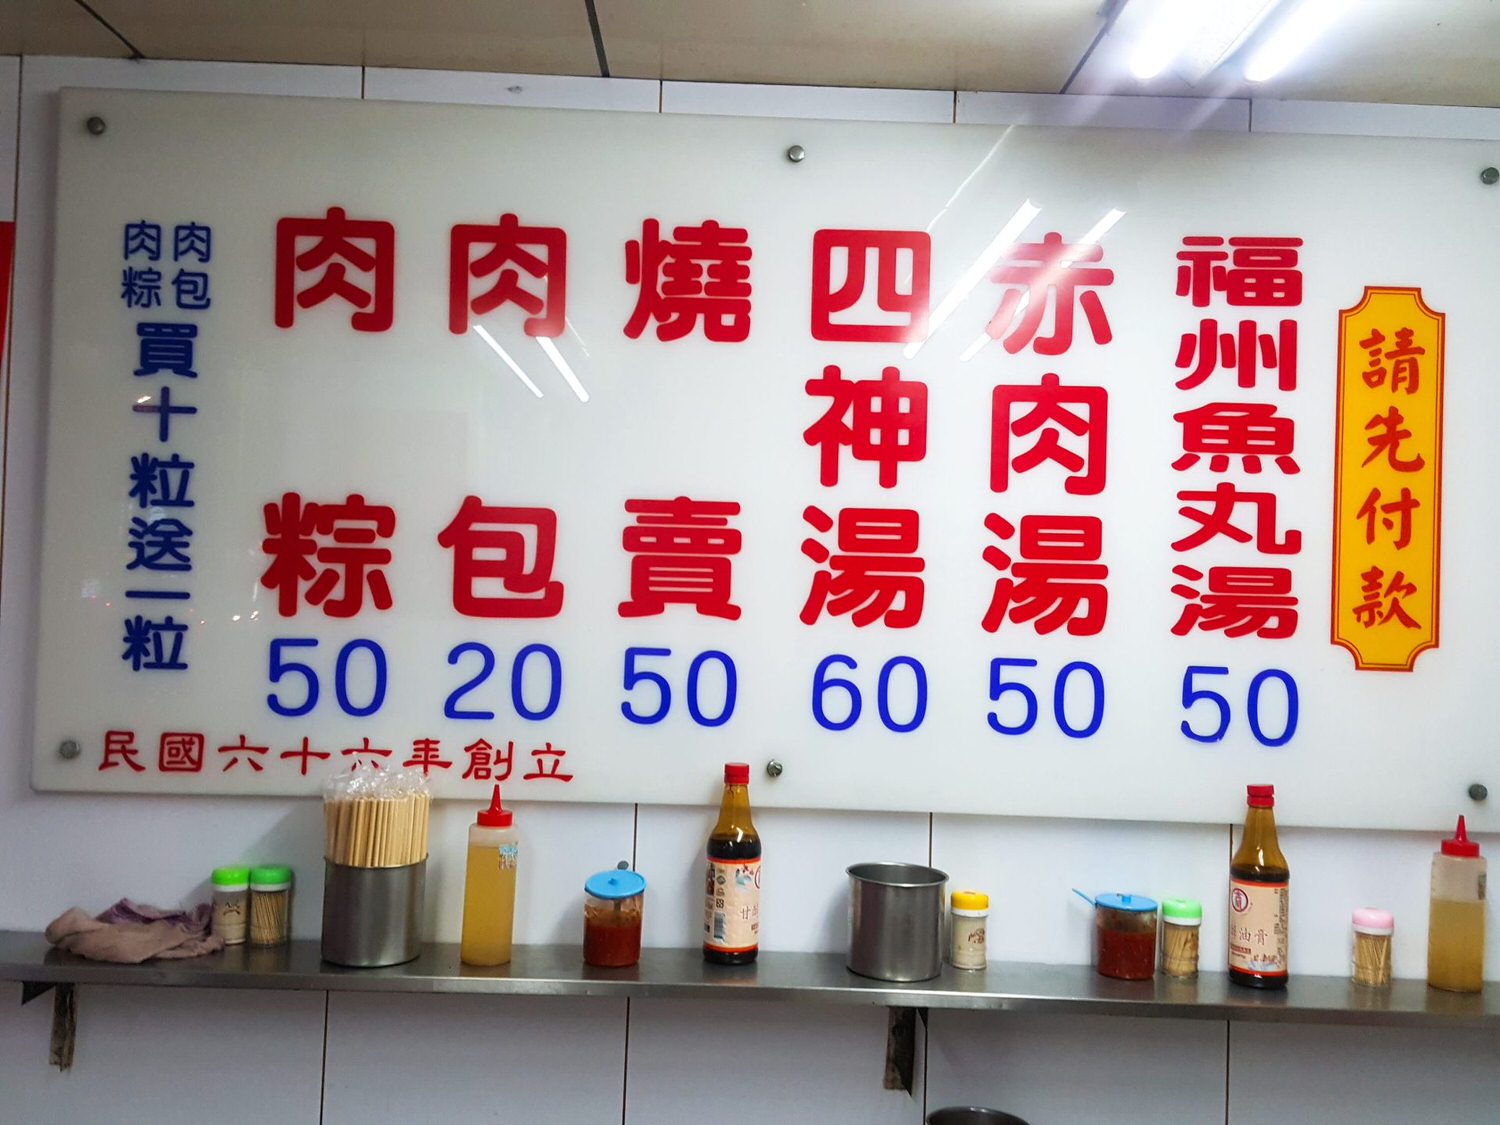 請先付款
福州魚丸湯 50
赤肉湯 50
四神湯 60
燒賣 50
肉包 20
肉粽 50
肉包
肉粽
買十粒送一粒
民國六十六年創立
油膏